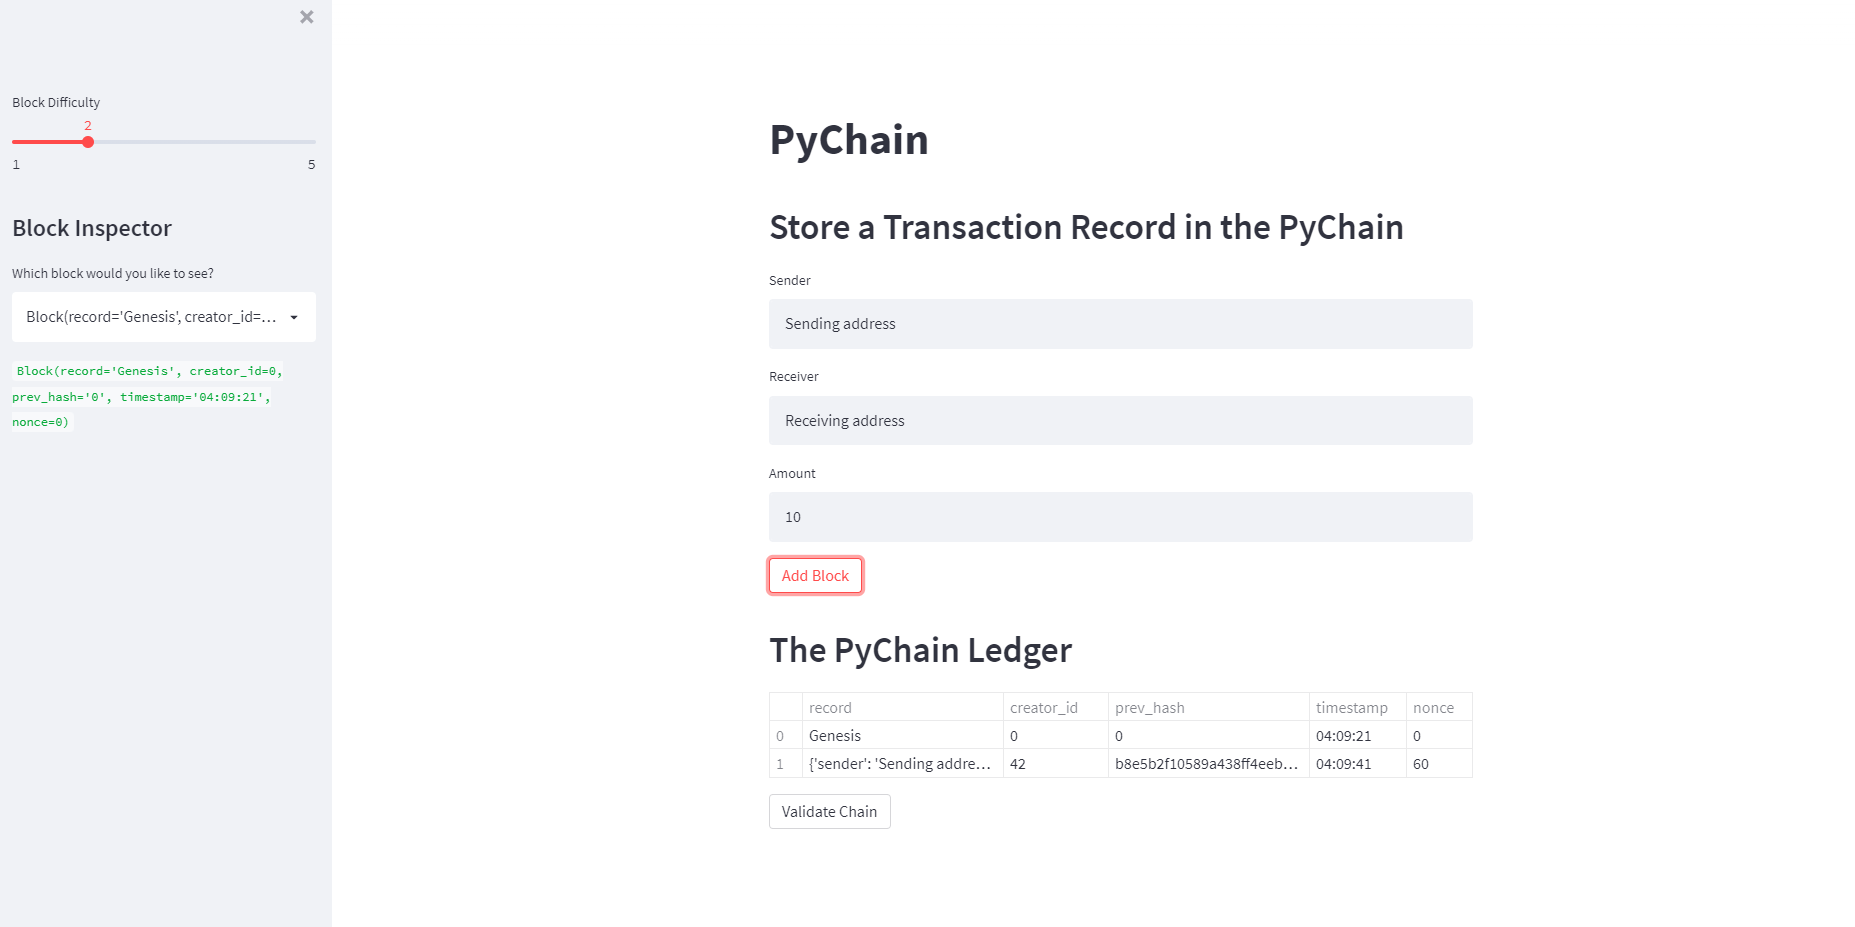 ×
Block Difficulty
2
1 5
Block Inspector
Which block would you like to see?
Block(record='Genesis', creator_id=...
Block(record='Genesis', creator_id=0,
prev_hash='0', timestamp='04:09:21',
nonce=0)
PyChain
Store a Transaction Record in the PyChain
Sender
Sending address
Receiver
Receiving address
Amount
10
Add Block
The PyChain Ledger
record creator_id prev_hash timestamp nonce
0 Genesis 0 0 04:09:21 0
1 {'sender': 'Sending addre... 42 b8e5b2f10589a438ff4eeb... 04:09:41 60
Validate Chain